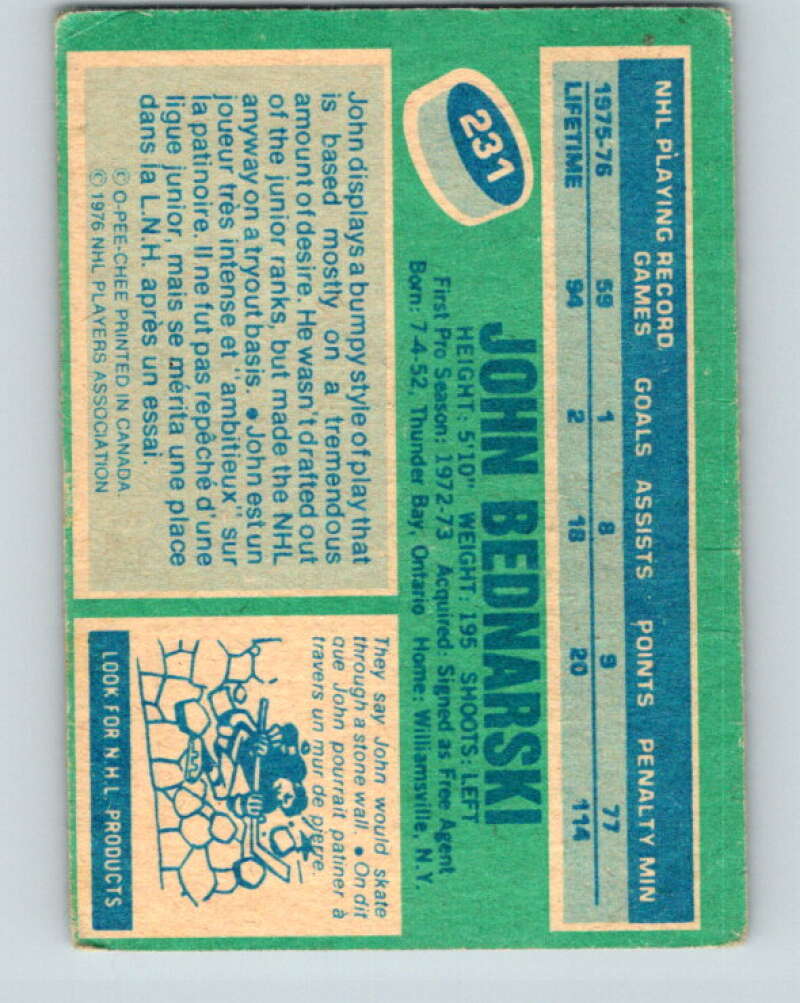 NHL PLAYING RECORD
GAMES GOALS ASSISTS POINTS PENALTY MIN
1975-76 59 1 8 9 77
LIFETIME 94 2 18 20 114
231
JOHN BEDNARSKI
HEIGHT: 5'10" WEIGHT: 195 SHOOTS: LEFT
First Pro Season: 1972-73 Acquired: Signed as Free Agent
Born: 7-4-52, Thunder Bay, Ontario Home: Williamsville, N.Y.
John displays a bumpy style of play that
is based mostly on a tremendous
amount of desire. He wasn't drafted out
of the junior ranks, but made the NHL
anyway on a tryout basis. • John est un
joueur très intense et "ambitieux" sur
la patinoire. Il ne fut pas repêché d'une
ligue junior, mais se mérita une place
dans la L.N.H. après un essai.
© O-PEE-CHEE PRINTED IN CANADA.
© 1976 NHL PLAYERS ASSOCIATION
They say John would skate
through a stone wall. • On dit
que John pourrait patiner à
travers un mur de pierre.
LOOK FOR N H L PRODUCTS